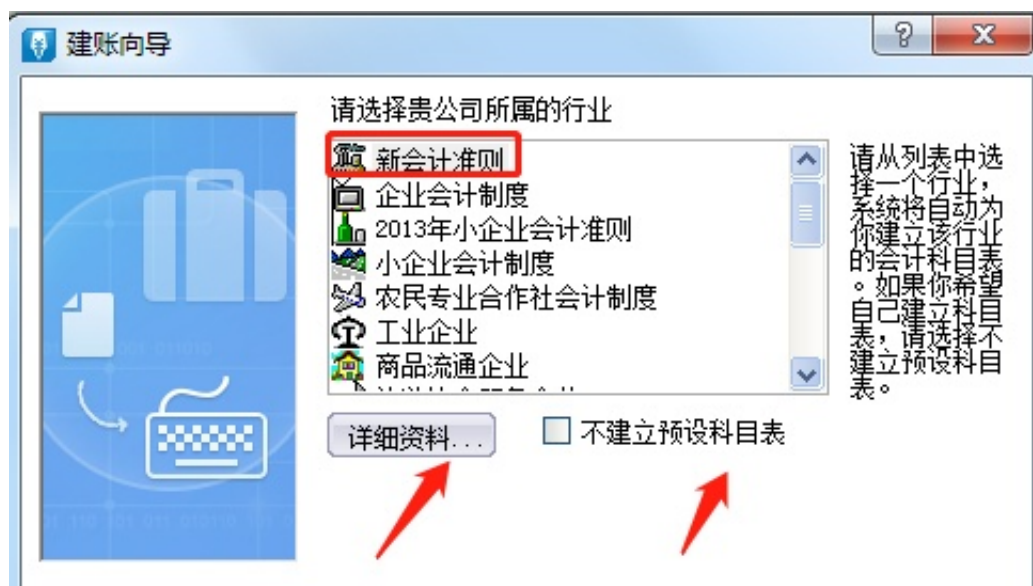 建账向导
请选择贵公司所属的行业
新会计准则
企业会计制度
2013年小企业会计准则
小企业会计制度
农民专业合作社会计制度
工业企业
商品流通企业
请从列表中选
择一个行业，
系统将自动为
你建立该行业
的会计科目表
。如果你希望
自己建立科目
表，请选择不
建立预设科目
表。
详细资料...
不建立预设科目表